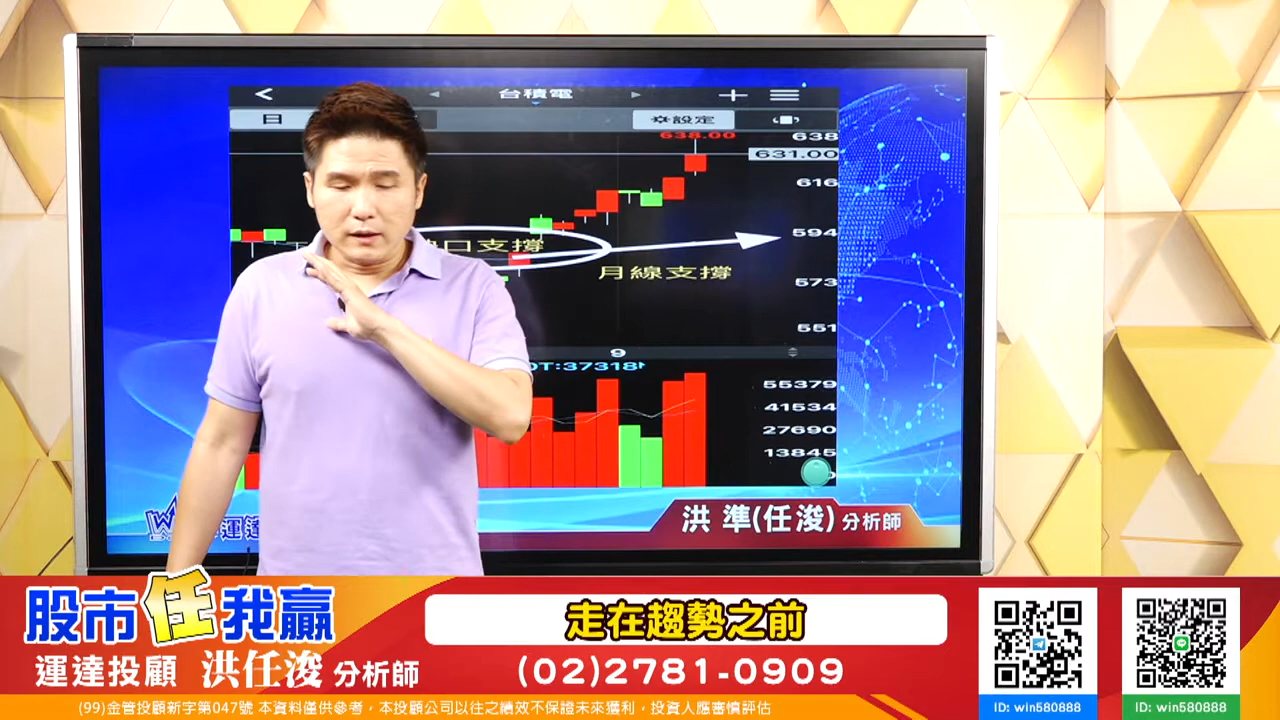 台積電
日
設定
638.00
638
631.00
616
594
口支撐
月線支撐
573
551
9
OT:37318
55379
41534
27690
13845
洪 準(任浚)分析師
運達
股市任我贏
運達投顧 洪任浚 分析師
走在趨勢之前
(02)2781-0909
ID: win580888
ID: win580888
(99)金管投顧新字第047號 本資料僅供參考，本投顧公司以往之績效不保證未來獲利，投資人應審慎評估